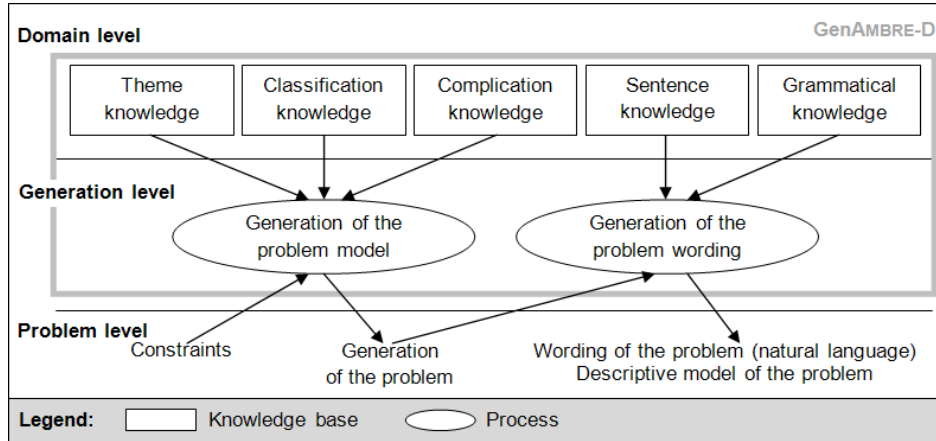 Domain level
GenAMBRE-D
Theme
knowledge
Classification
knowledge
Complication
knowledge
Sentence
knowledge
Grammatical
knowledge
Generation level
Generation of the
problem model
Generation of the
problem wording
Problem level
Constraints
Generation
of the problem
Wording of the problem (natural language)
Descriptive model of the problem
Legend:
Knowledge base
Process